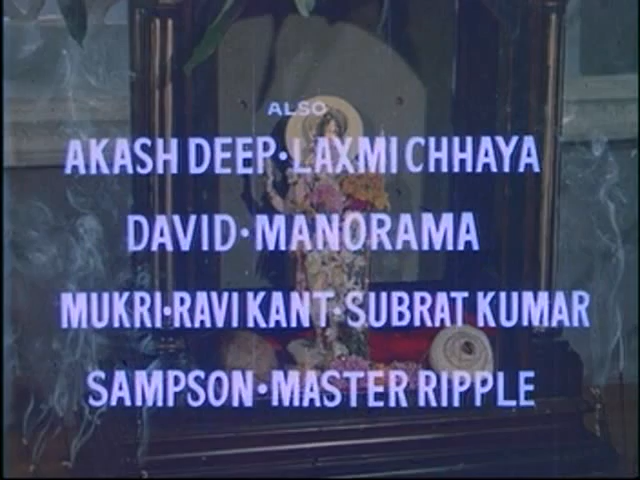 ALSO
AKASH DEEP·LAXMI CHHAYA
DAVID·MANORAMA
MUKRI·RAVI KANT·SUBRAT KUMAR
SAMPSON·MASTER RIPPLE